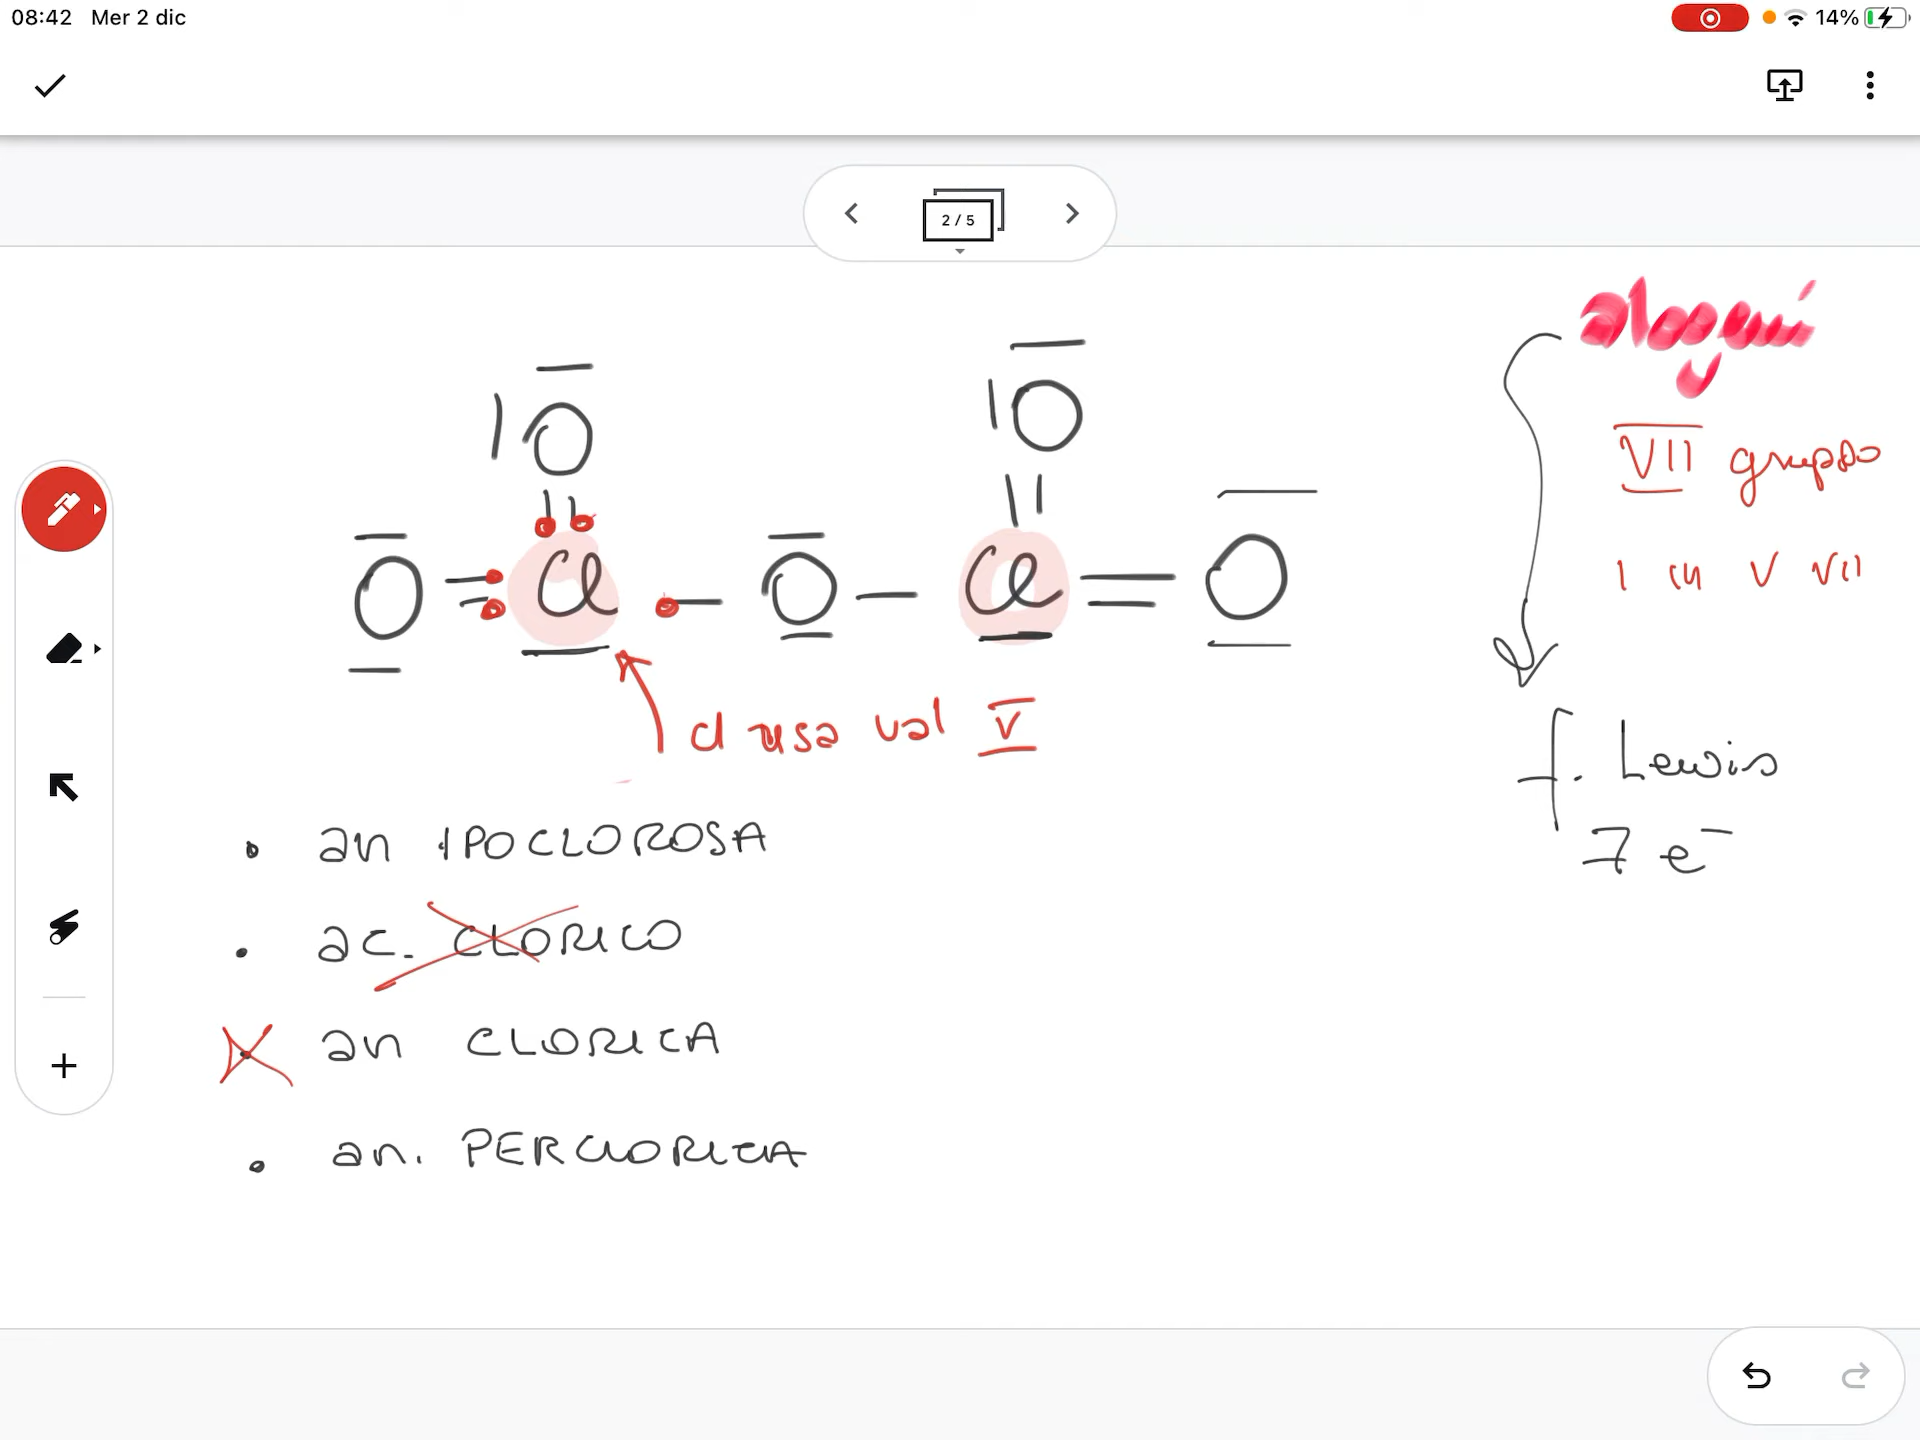 08:42 Mer 2 dic
14%
2 / 5
alogeni
VII gruppo
I III V VII
f. Lewis
7 e⁻
|O O|
O = Cl - O - Cl = O
Cl usa val V
• an IPOCLOROSA
• ac. CLORICO
an CLORICA
• an. PERCLORICA